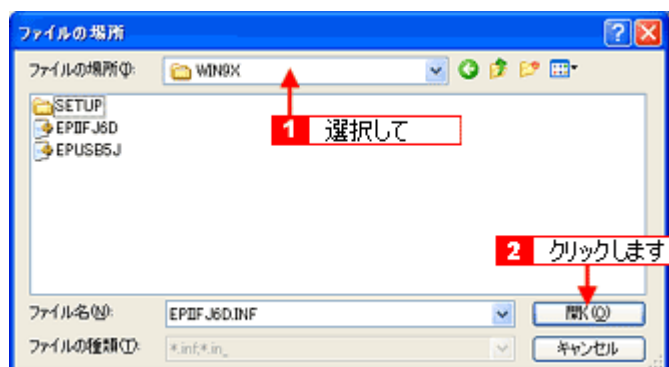 ファイルの場所
ファイルの場所(I):
WIN9X
SETUP
EPIIFJ6D
EPUSB5J
1 選択して
2 クリックします
ファイル名(N):
EPIIFJ6D.INF
開く(O)
ファイルの種類(T):
*.inf;*.in_
キャンセル